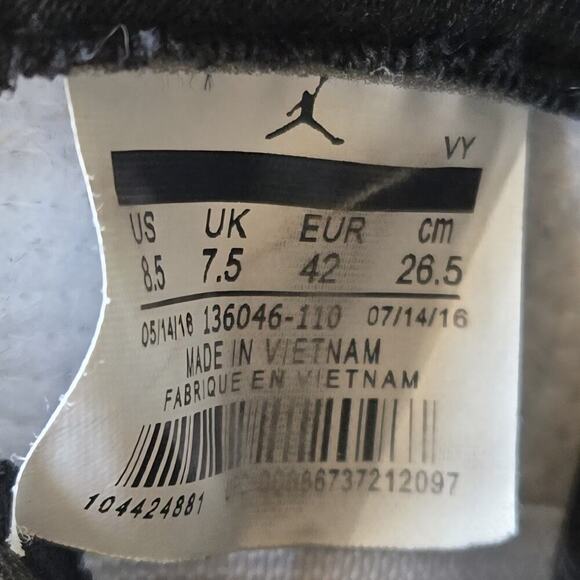 VY
US UK EUR cm
8.5 7.5 42 26.5
05/14/16 136046-110 07/14/16
MADE IN VIETNAM
FABRIQUE EN VIETNAM
104424881 00886737212097